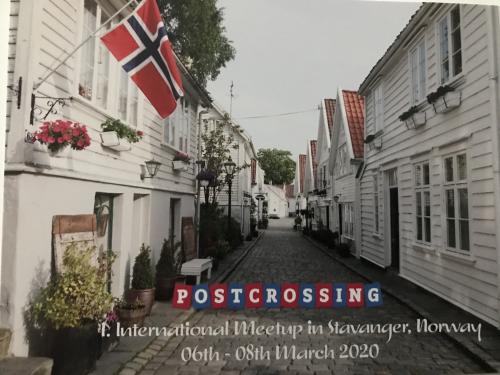 POSTCROSSING
1. International Meetup in Stavanger, Norway
06th - 08th March 2020